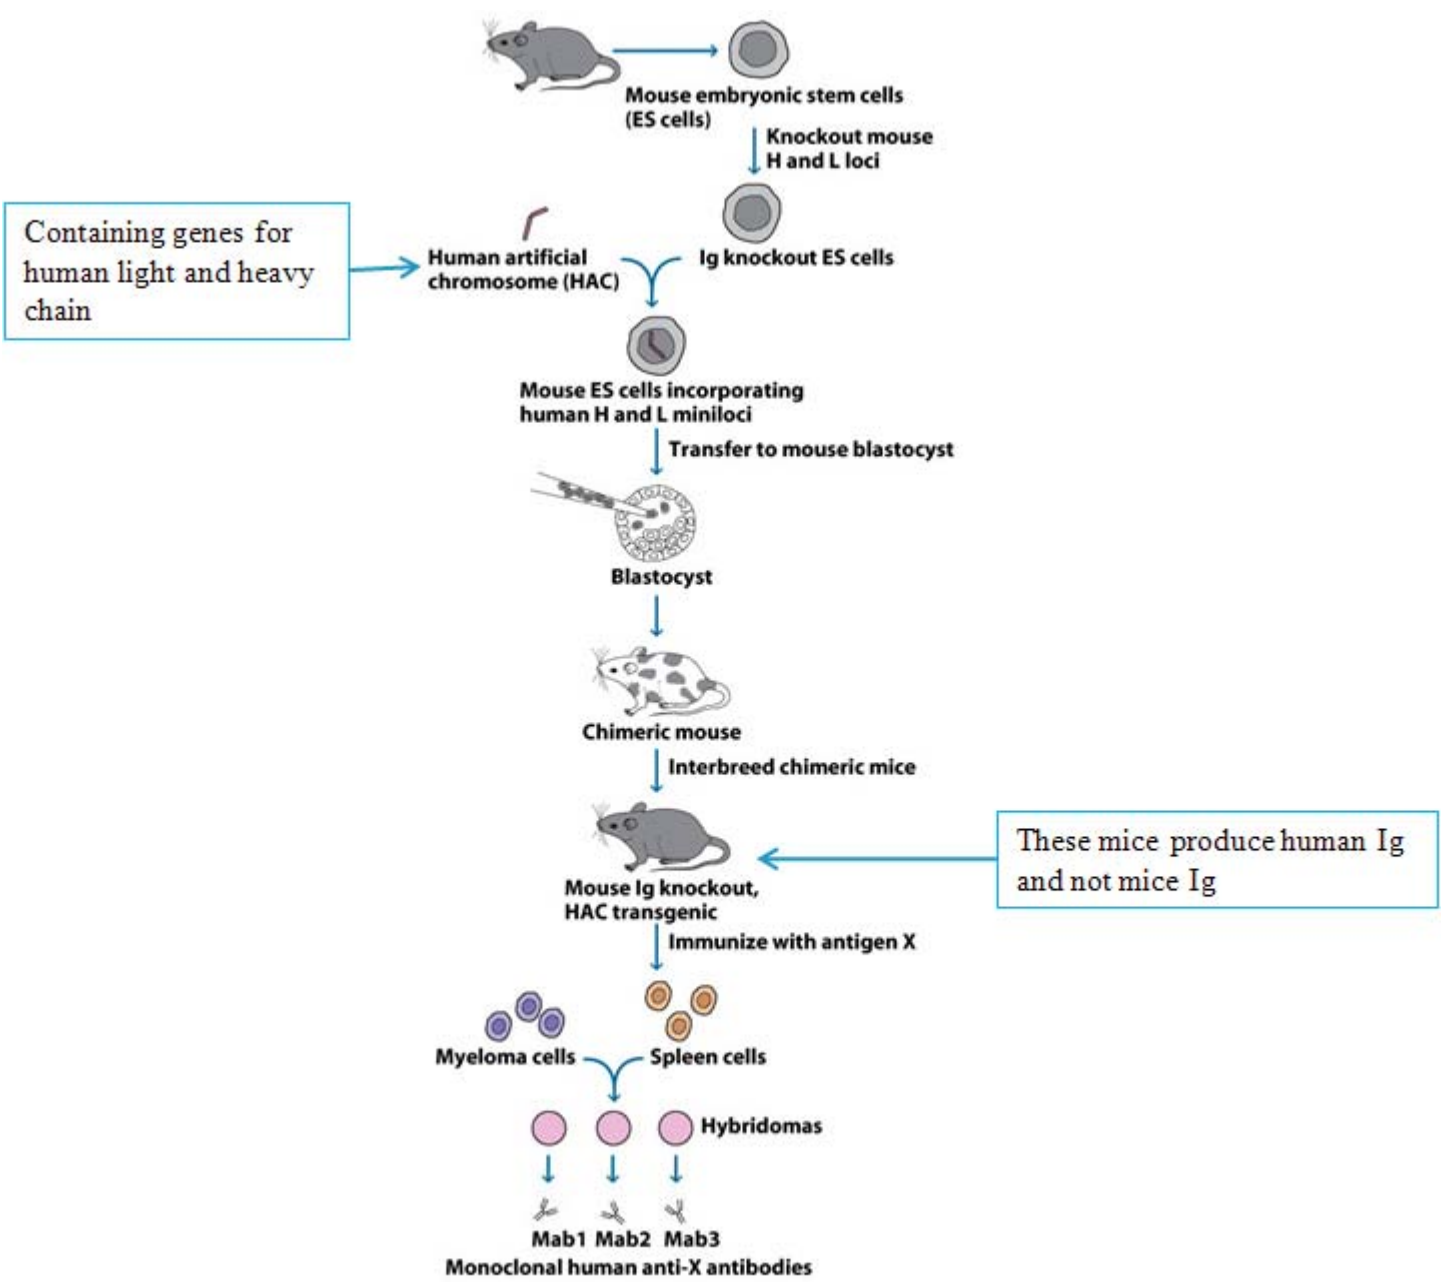 Mouse embryonic stem cells
(ES cells)
Knockout mouse
H and L loci
Containing genes for
human light and heavy
chain
Human artificial
chromosome (HAC)
Ig knockout ES cells
Mouse ES cells incorporating
human H and L miniloci
Transfer to mouse blastocyst
Blastocyst
Chimeric mouse
Interbreed chimeric mice
These mice produce human Ig
and not mice Ig
Mouse Ig knockout,
HAC transgenic
Immunize with antigen X
Myeloma cells
Spleen cells
Hybridomas
Mab1 Mab2 Mab3
Monoclonal human anti-X antibodies